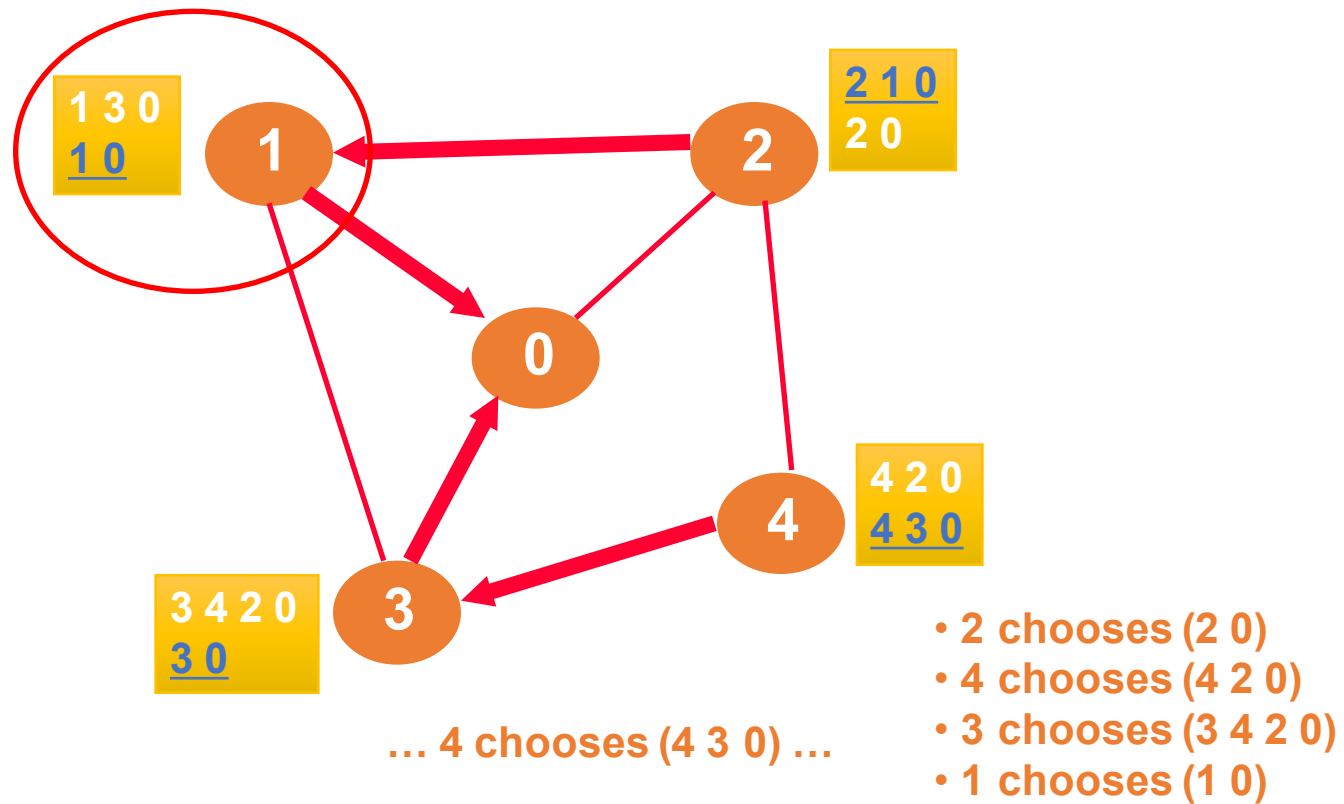 1 3 0
1 0
1
2
2 1 0
2 0
0
4 2 0
4 3 0
4
3 4 2 0
3 0
3
… 4 chooses (4 3 0) …
• 2 chooses (2 0)
• 4 chooses (4 2 0)
• 3 chooses (3 4 2 0)
• 1 chooses (1 0)